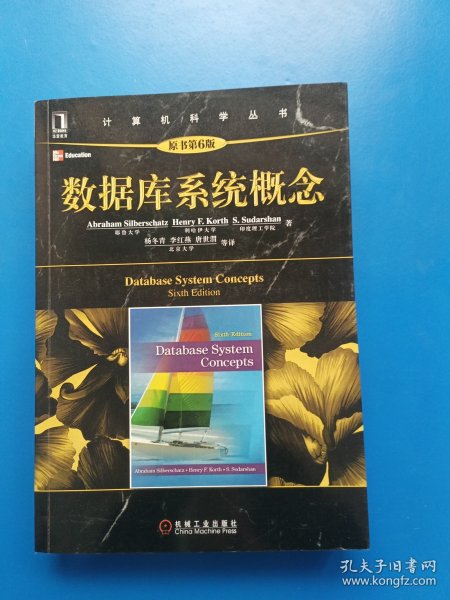 计算机科学丛书
Education
原书第6版
数据库系统概念
Abraham Silberschatz Henry F. Korth S. Sudarshan 著
耶鲁大学 利哈伊大学 印度理工学院
杨冬青 李红燕 唐世渭 等译
北京大学
Database System Concepts
Sixth Edition
Sixth Edition
Database System
Concepts
Abraham Silberschatz • Henry F. Korth • S. Sudarshan
机械工业出版社
China Machine Press
孔夫子旧书网
www.kongfz.com